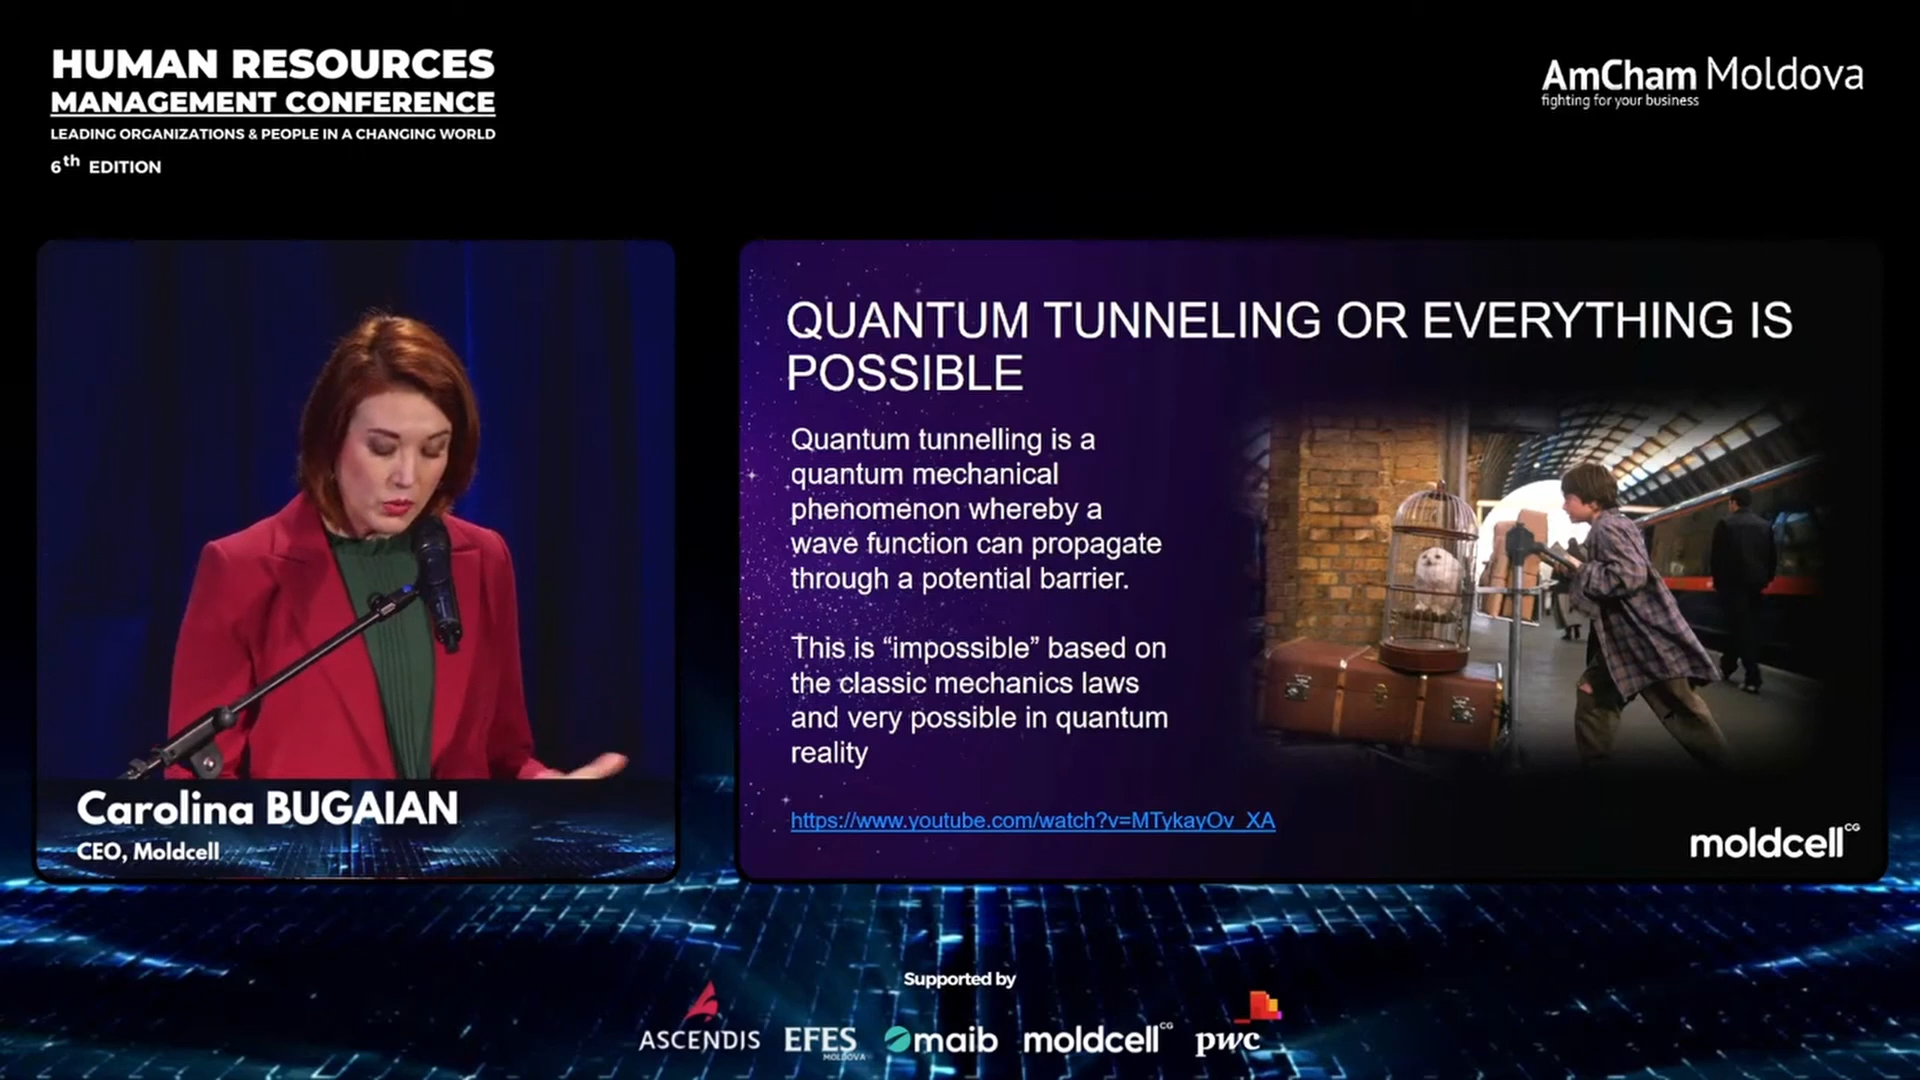 HUMAN RESOURCES
MANAGEMENT CONFERENCE
LEADING ORGANIZATIONS & PEOPLE IN A CHANGING WORLD
6th EDITION
AmCham Moldova
fighting for your business
Carolina BUGAIAN
CEO, Moldcell
QUANTUM TUNNELING OR EVERYTHING IS
POSSIBLE
Quantum tunnelling is a
quantum mechanical
phenomenon whereby a
wave function can propagate
through a potential barrier.
This is “impossible” based on
the classic mechanics laws
and very possible in quantum
reality
https://www.youtube.com/watch?v=MTykayOv_XA
moldcell CG
Supported by
ASCENDIS EFES MOLDOVA maib moldcell CG pwc